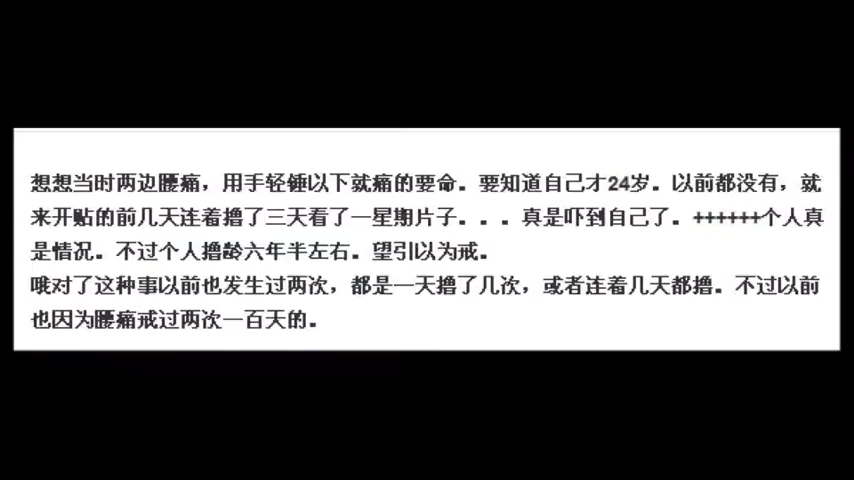 想想当时两边腰痛，用手轻锤以下就痛的要命。要知道自己才24岁。以前都没有，就
来开贴的前几天连着撸了三天看了一星期片子。。。真是吓到自己了。++++++个人真
是情况。不过个人撸龄六年半左右。望引以为戒。
哦对了这种事以前也发生过两次，都是一天撸了几次，或者连着几天都撸。不过以前
也因为腰痛戒过两次一百天的。